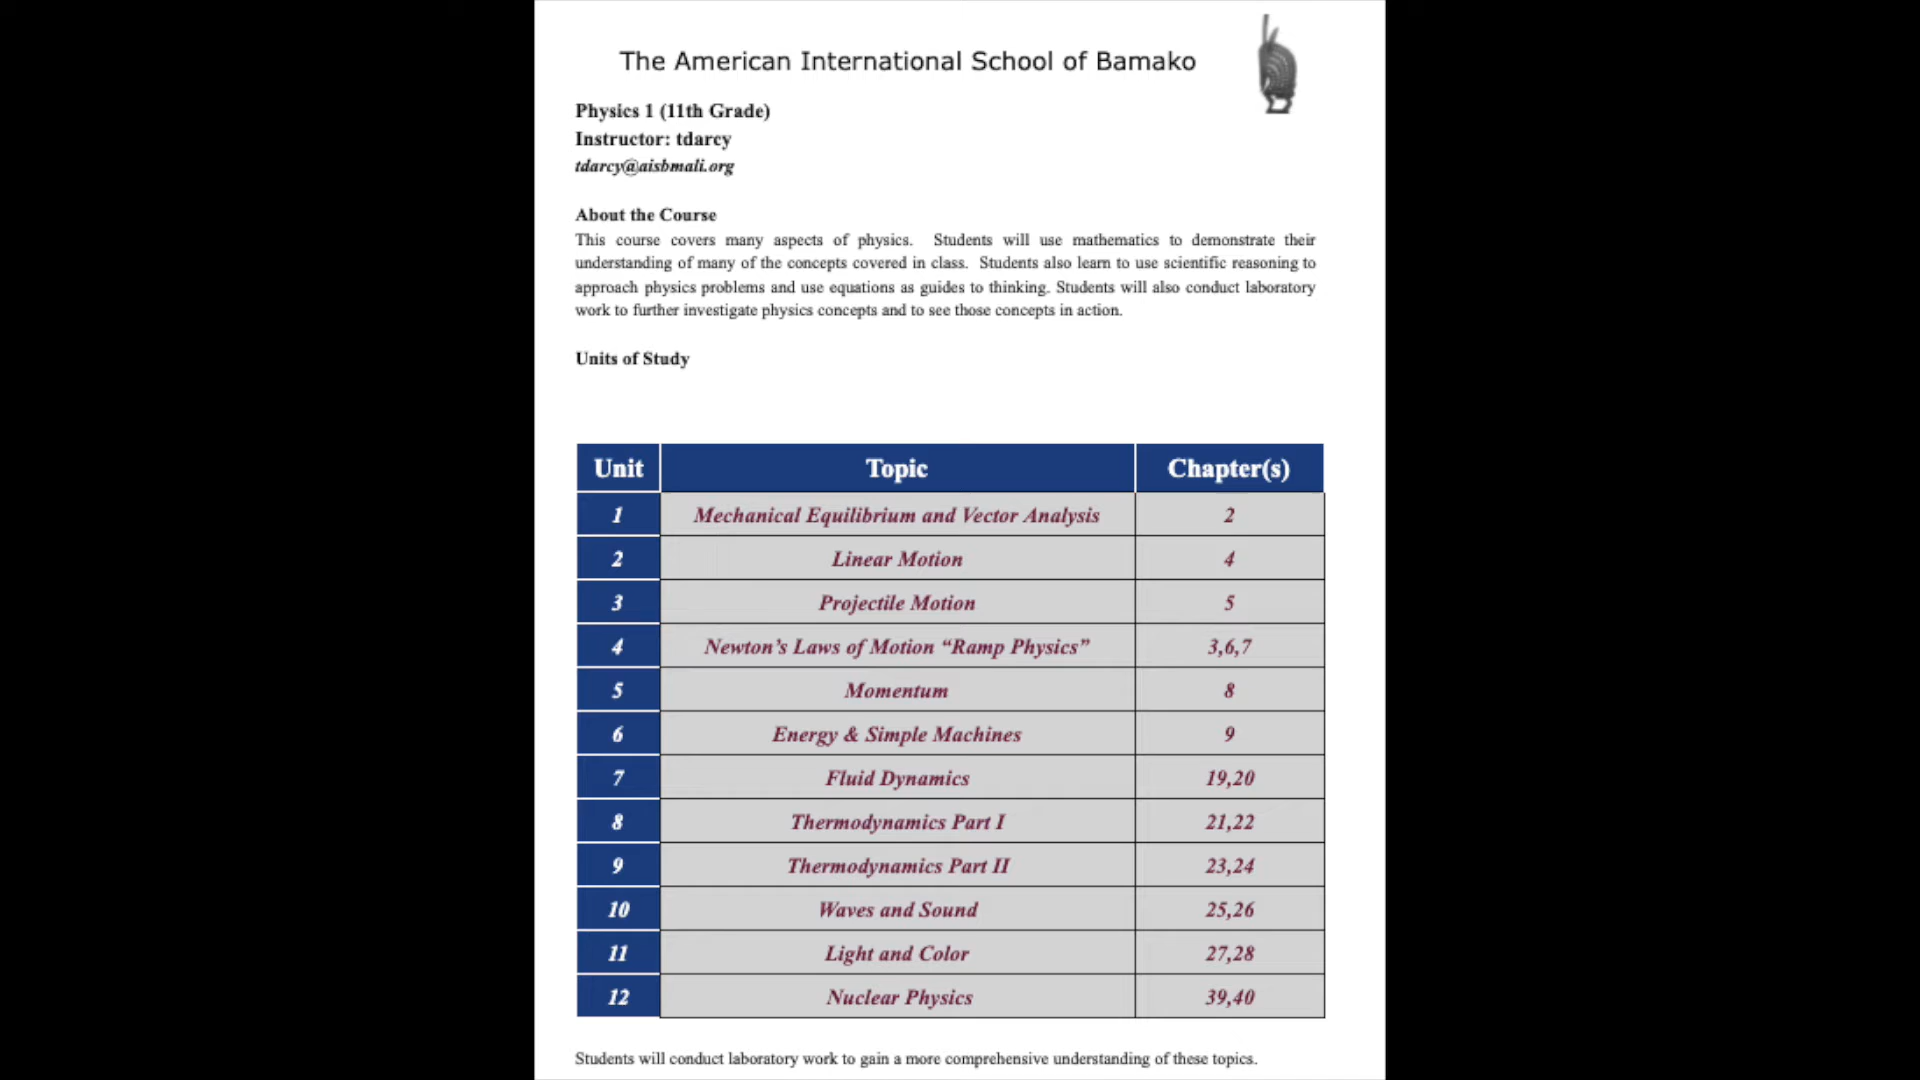 The American International School of Bamako
Physics 1 (11th Grade)
Instructor: tdarcy
tdarcy@aisbmali.org
About the Course
This course covers many aspects of physics. Students will use mathematics to demonstrate their
understanding of many of the concepts covered in class. Students also learn to use scientific reasoning to
approach physics problems and use equations as guides to thinking. Students will also conduct laboratory
work to further investigate physics concepts and to see those concepts in action.
Units of Study
Unit Topic Chapter(s)
1 Mechanical Equilibrium and Vector Analysis 2
2 Linear Motion 4
3 Projectile Motion 5
4 Newton’s Laws of Motion “Ramp Physics” 3,6,7
5 Momentum 8
6 Energy & Simple Machines 9
7 Fluid Dynamics 19,20
8 Thermodynamics Part I 21,22
9 Thermodynamics Part II 23,24
10 Waves and Sound 25,26
11 Light and Color 27,28
12 Nuclear Physics 39,40
Students will conduct laboratory work to gain a more comprehensive understanding of these topics.